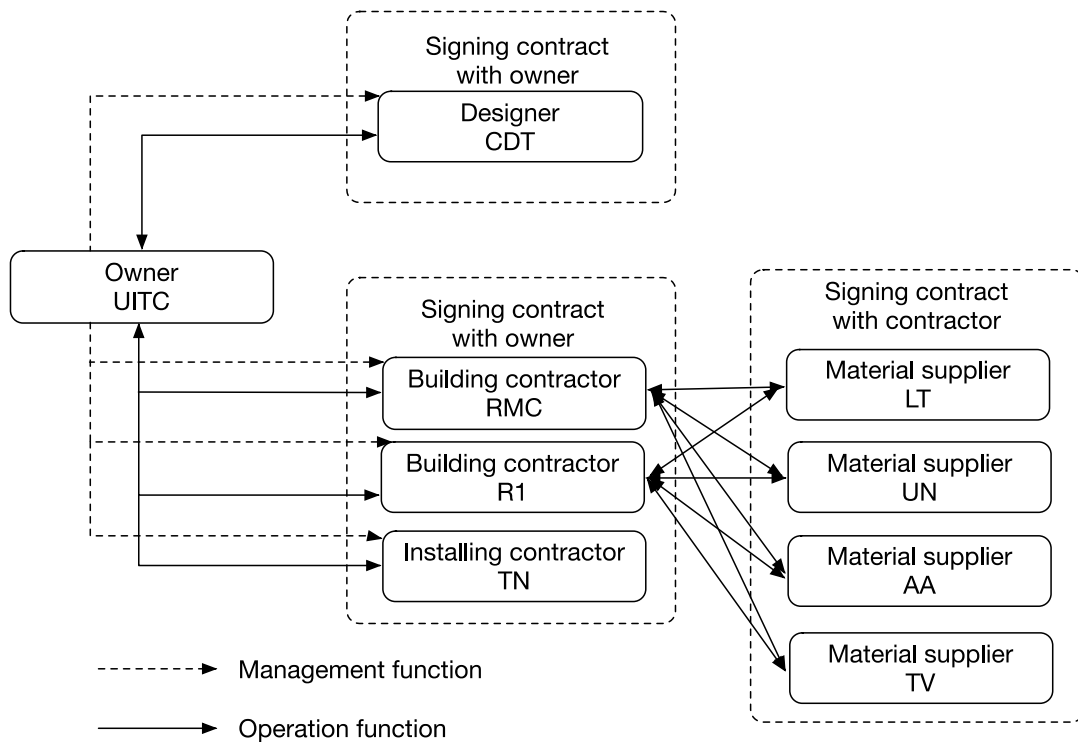 Signing contract
with owner
Designer
CDT
Owner
UITC
Signing contract
with owner
Building contractor
RMC
Building contractor
R1
Installing contractor
TN
Signing contract
with contractor
Material supplier
LT
Material supplier
UN
Material supplier
AA
Material supplier
TV
Management function
Operation function